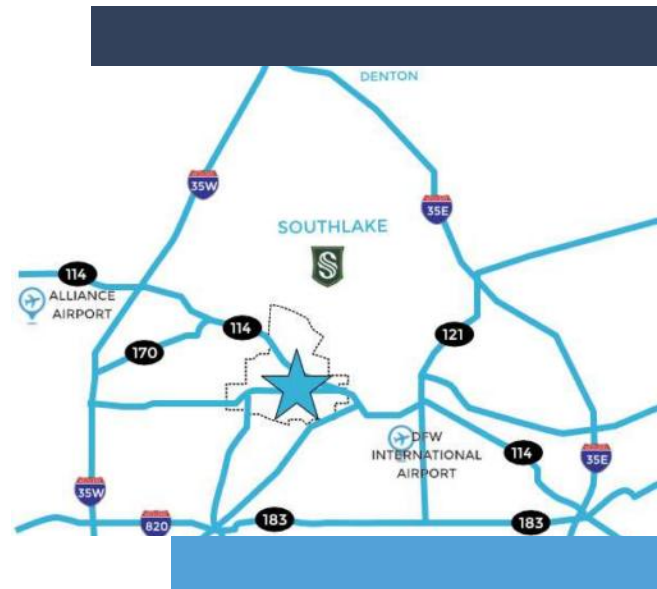 DENTON
35W
35E
SOUTHLAKE
S
114
ALLIANCE
AIRPORT
114
121
170
DFW
INTERNATIONAL
AIRPORT
114
35E
35W
820
183
183